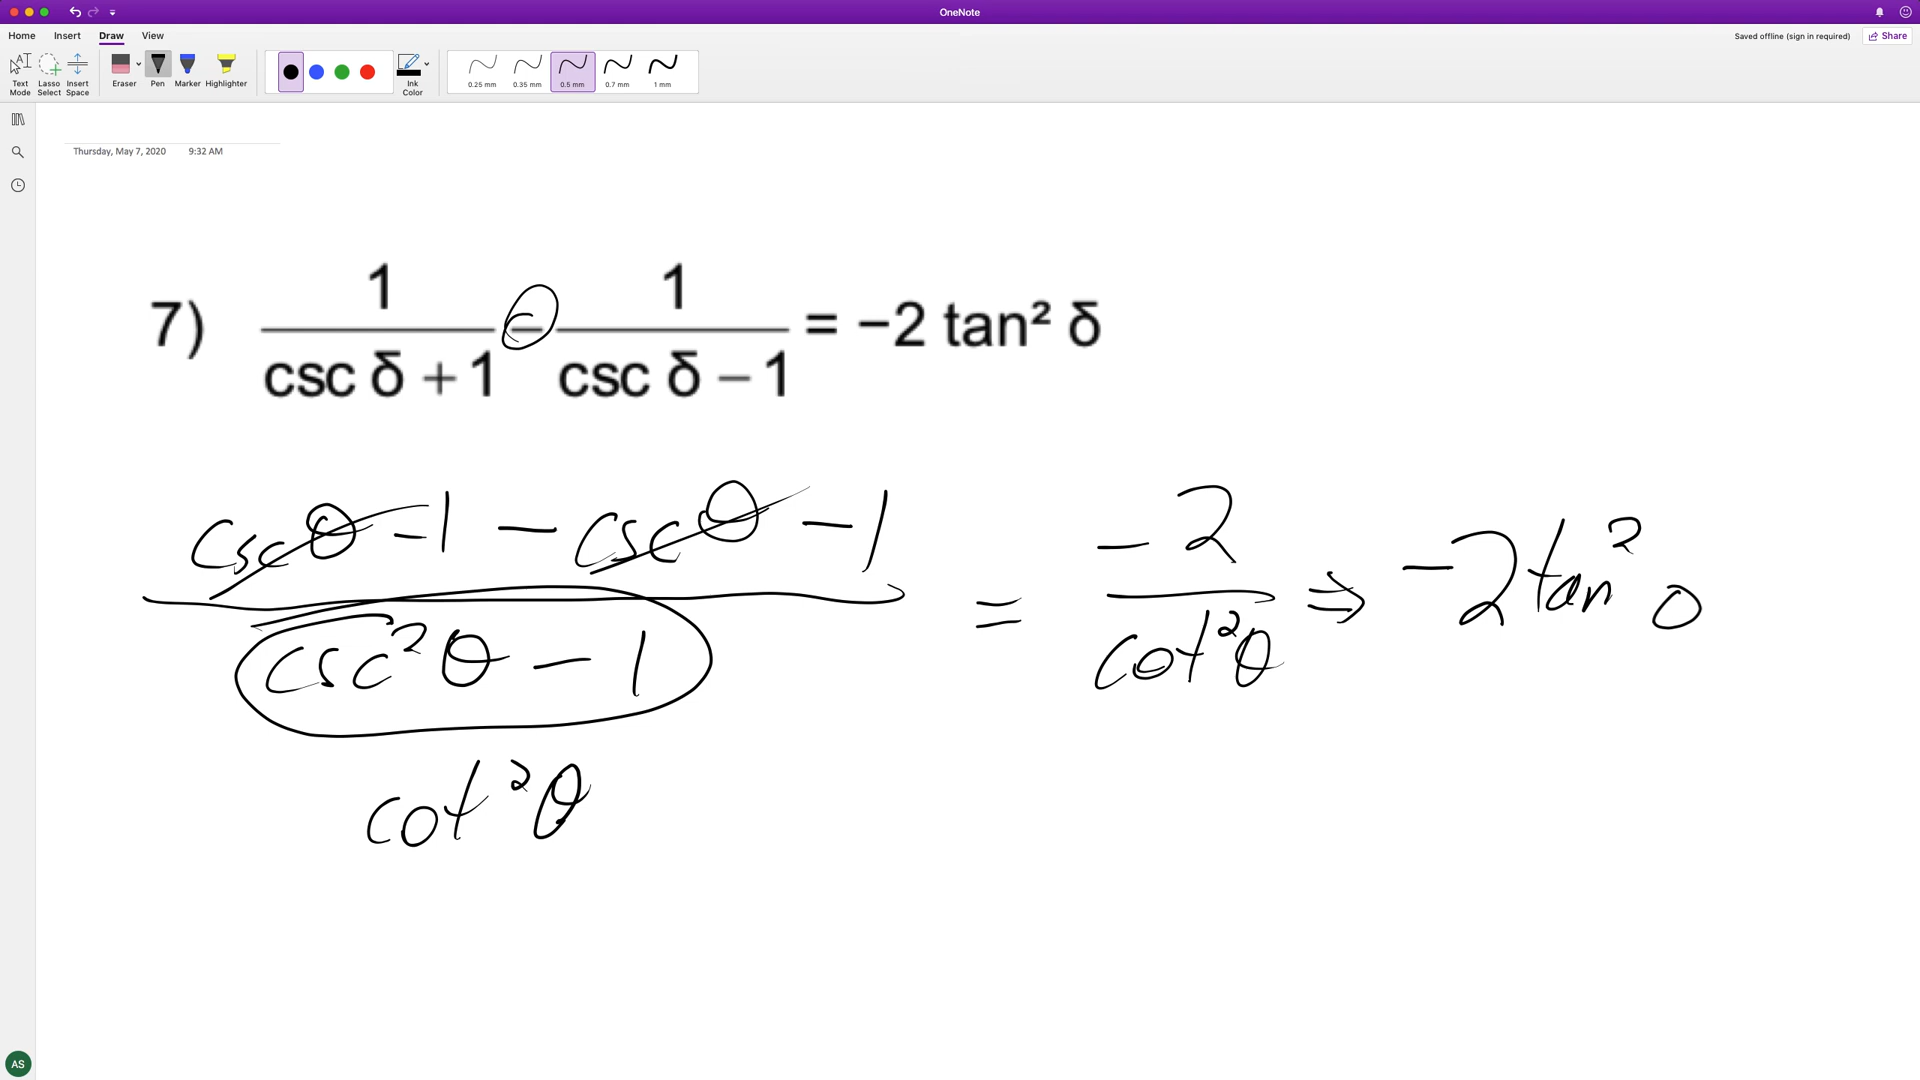 OneNote
Home Insert Draw View
Saved offline (sign in required) Share
Text Mode Lasso Select Insert Space Eraser Pen Marker Highlighter Ink Color 0.25 mm 0.35 mm 0.5 mm 0.7 mm 1 mm
Thursday, May 7, 2020 9:32 AM
7) 1/(csc δ + 1) − 1/(csc δ − 1) = −2 tan² δ
cscθ - 1 - cscθ - 1
csc²θ - 1
= -2/cot²θ ⇒ -2tan²θ
cot²θ
AS